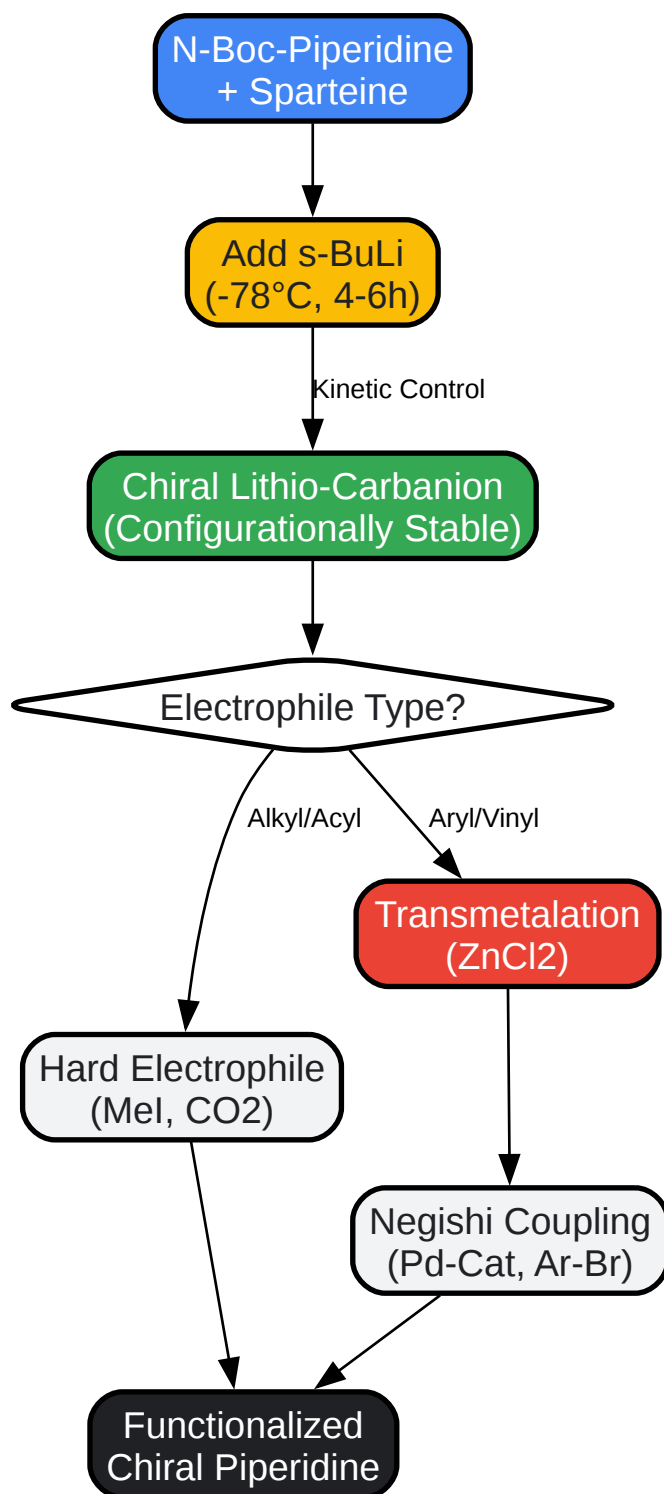 N-Boc-Piperidine
+ Sparteine
Add s-BuLi
(-78°C, 4-6h)
Kinetic Control
Chiral Lithio-Carbanion
(Configurationally Stable)
Electrophile Type?
Alkyl/Acyl
Aryl/Vinyl
Transmetalation
(ZnCl2)
Hard Electrophile
(MeI, CO2)
Negishi Coupling
(Pd-Cat, Ar-Br)
Functionalized
Chiral Piperidine